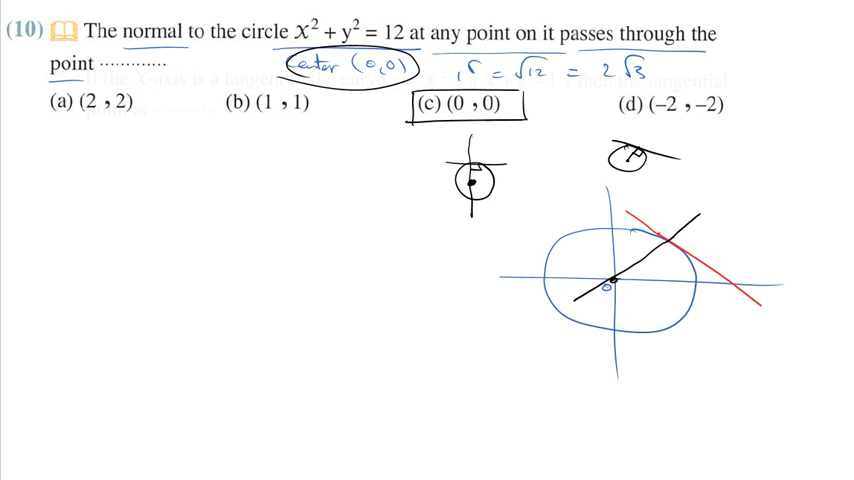 (10) The normal to the circle x² + y² = 12 at any point on it passes through the
point ·············
center (0,0) r = √12 = 2√3
(a) (2 , 2) (b) (1 , 1) (c) (0 , 0) (d) (–2 , –2)
0